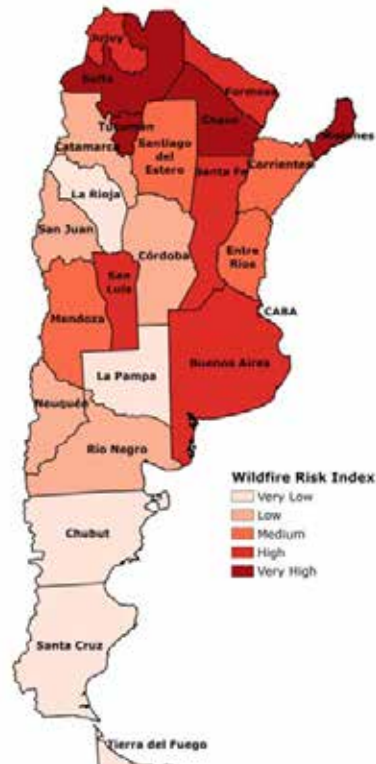 Jujuy
Salta
Formosa
Tucumán
Chaco
Misiones
Catamarca
Santiago
del
Estero
Corrientes
Santa Fe
La Rioja
San Juan
Córdoba
Entre
Ríos
San
Luis
Mendoza
CABA
Buenos Aires
La Pampa
Neuquén
Río Negro
Wildfire Risk Index
Very Low
Low
Medium
High
Very High
Chubut
Santa Cruz
Tierra del Fuego